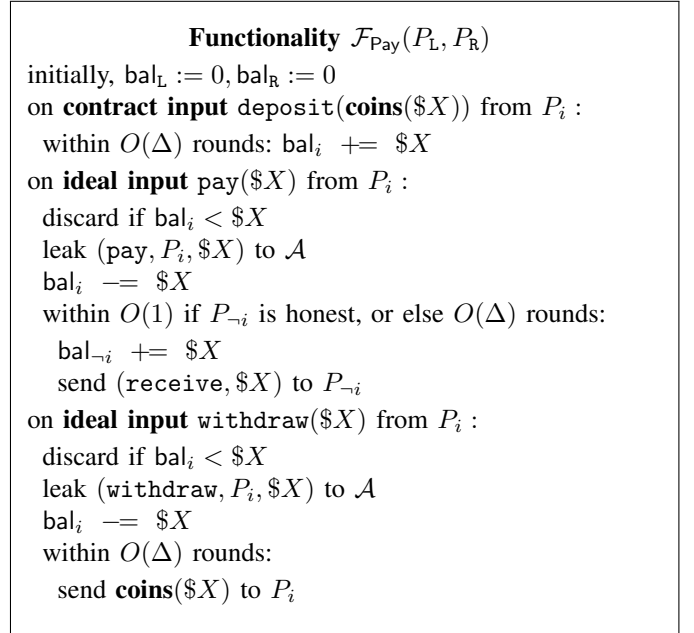 Functionality 𝓕_Pay(P_L, P_R)
initially, bal_L := 0, bal_R := 0
on contract input deposit(coins($X)) from P_i :
within O(Δ) rounds: bal_i += $X
on ideal input pay($X) from P_i :
discard if bal_i < $X
leak (pay, P_i, $X) to 𝒜
bal_i −= $X
within O(1) if P_¬i is honest, or else O(Δ) rounds:
bal_¬i += $X
send (receive, $X) to P_¬i
on ideal input withdraw($X) from P_i :
discard if bal_i < $X
leak (withdraw, P_i, $X) to 𝒜
bal_i −= $X
within O(Δ) rounds:
send coins($X) to P_i